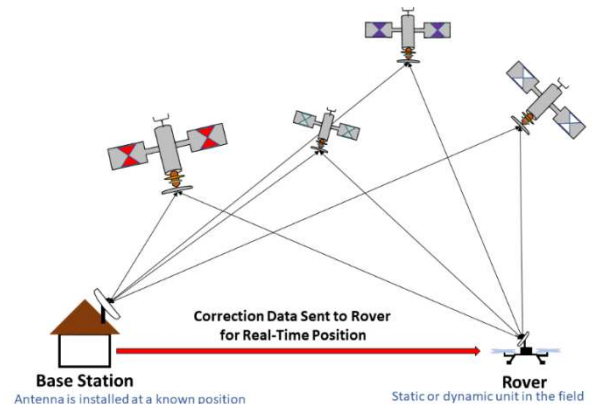 Correction Data Sent to Rover
for Real-Time Position
Base Station
Antenna is installed at a known position
Rover
Static or dynamic unit in the field